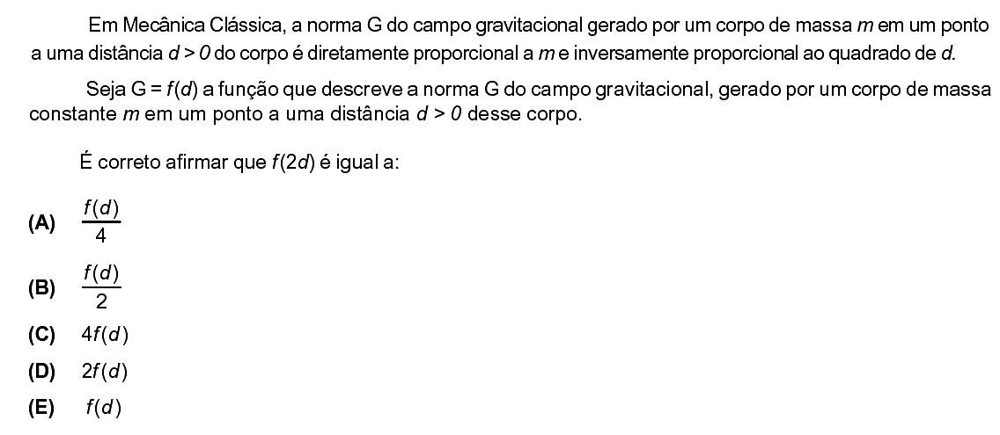 Em Mecânica Clássica, a norma G do campo gravitacional gerado por um corpo de massa m em um ponto
a uma distância d > 0 do corpo é diretamente proporcional a m e inversamente proporcional ao quadrado de d.
Seja G = f(d) a função que descreve a norma G do campo gravitacional, gerado por um corpo de massa
constante m em um ponto a uma distância d > 0 desse corpo.
É correto afirmar que f(2d) é igual a:
(A) f(d)/4
(B) f(d)/2
(C) 4f(d)
(D) 2f(d)
(E) f(d)